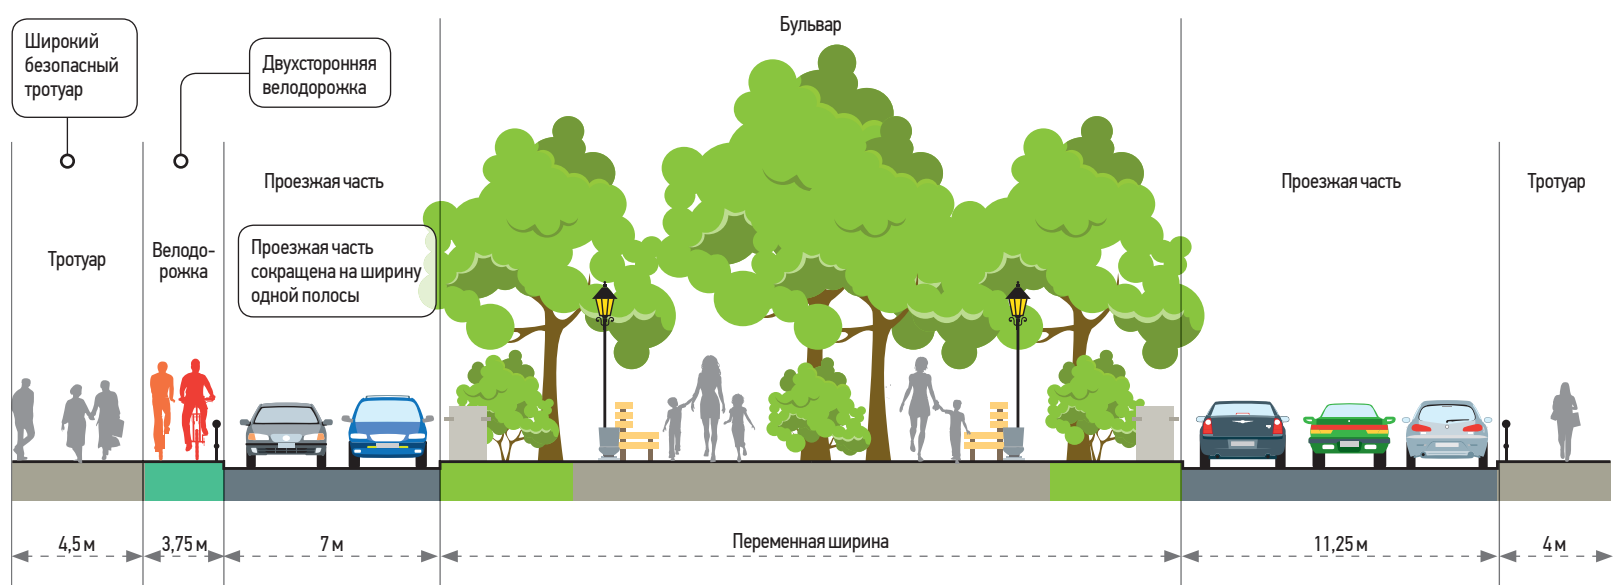 Бульвар
Широкий
безопасный
тротуар
Двухсторонняя
велодорожка
Проезжая часть
Проезжая часть
Тротуар
Тротуар
Велодо-
рожка
Проезжая часть
сокращена на ширину
одной полосы
4,5 м
3,75 м
7 м
Переменная ширина
11,25 м
4 м